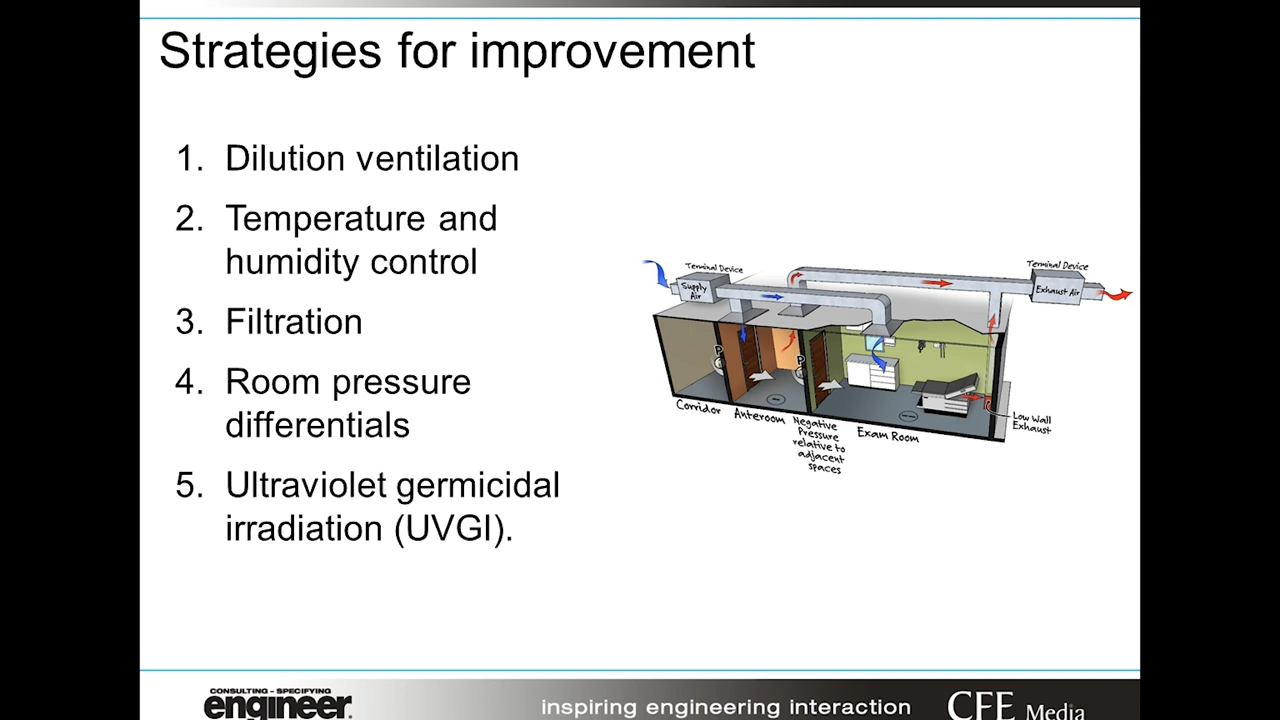 Strategies for improvement
1. Dilution ventilation
2. Temperature and
humidity control
3. Filtration
4. Room pressure
differentials
5. Ultraviolet germicidal
irradiation (UVGI).
Terminal Device
Supply
Air
Terminal Device
Exhaust Air
P
P
Corridor
Anteroom
Negative
Pressure
relative to
adjacent
spaces
Exam Room
Low Wall
Exhaust
CONSULTING-SPECIFYING
engineer®
inspiring engineering interaction
CFE Media